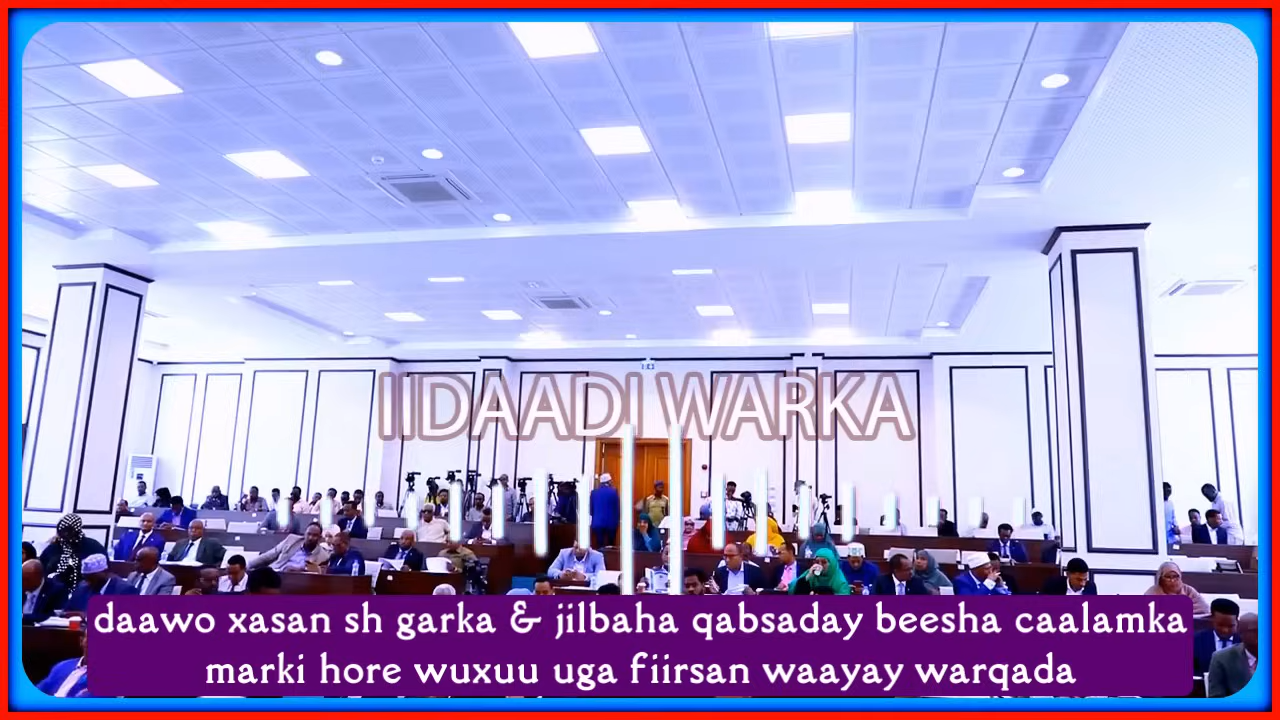 IIDAADI WARKA
daawo xasan sh garka & jilbaha qabsaday beesha caalamka
marki hore wuxuu uga fiirsan waayay warqada